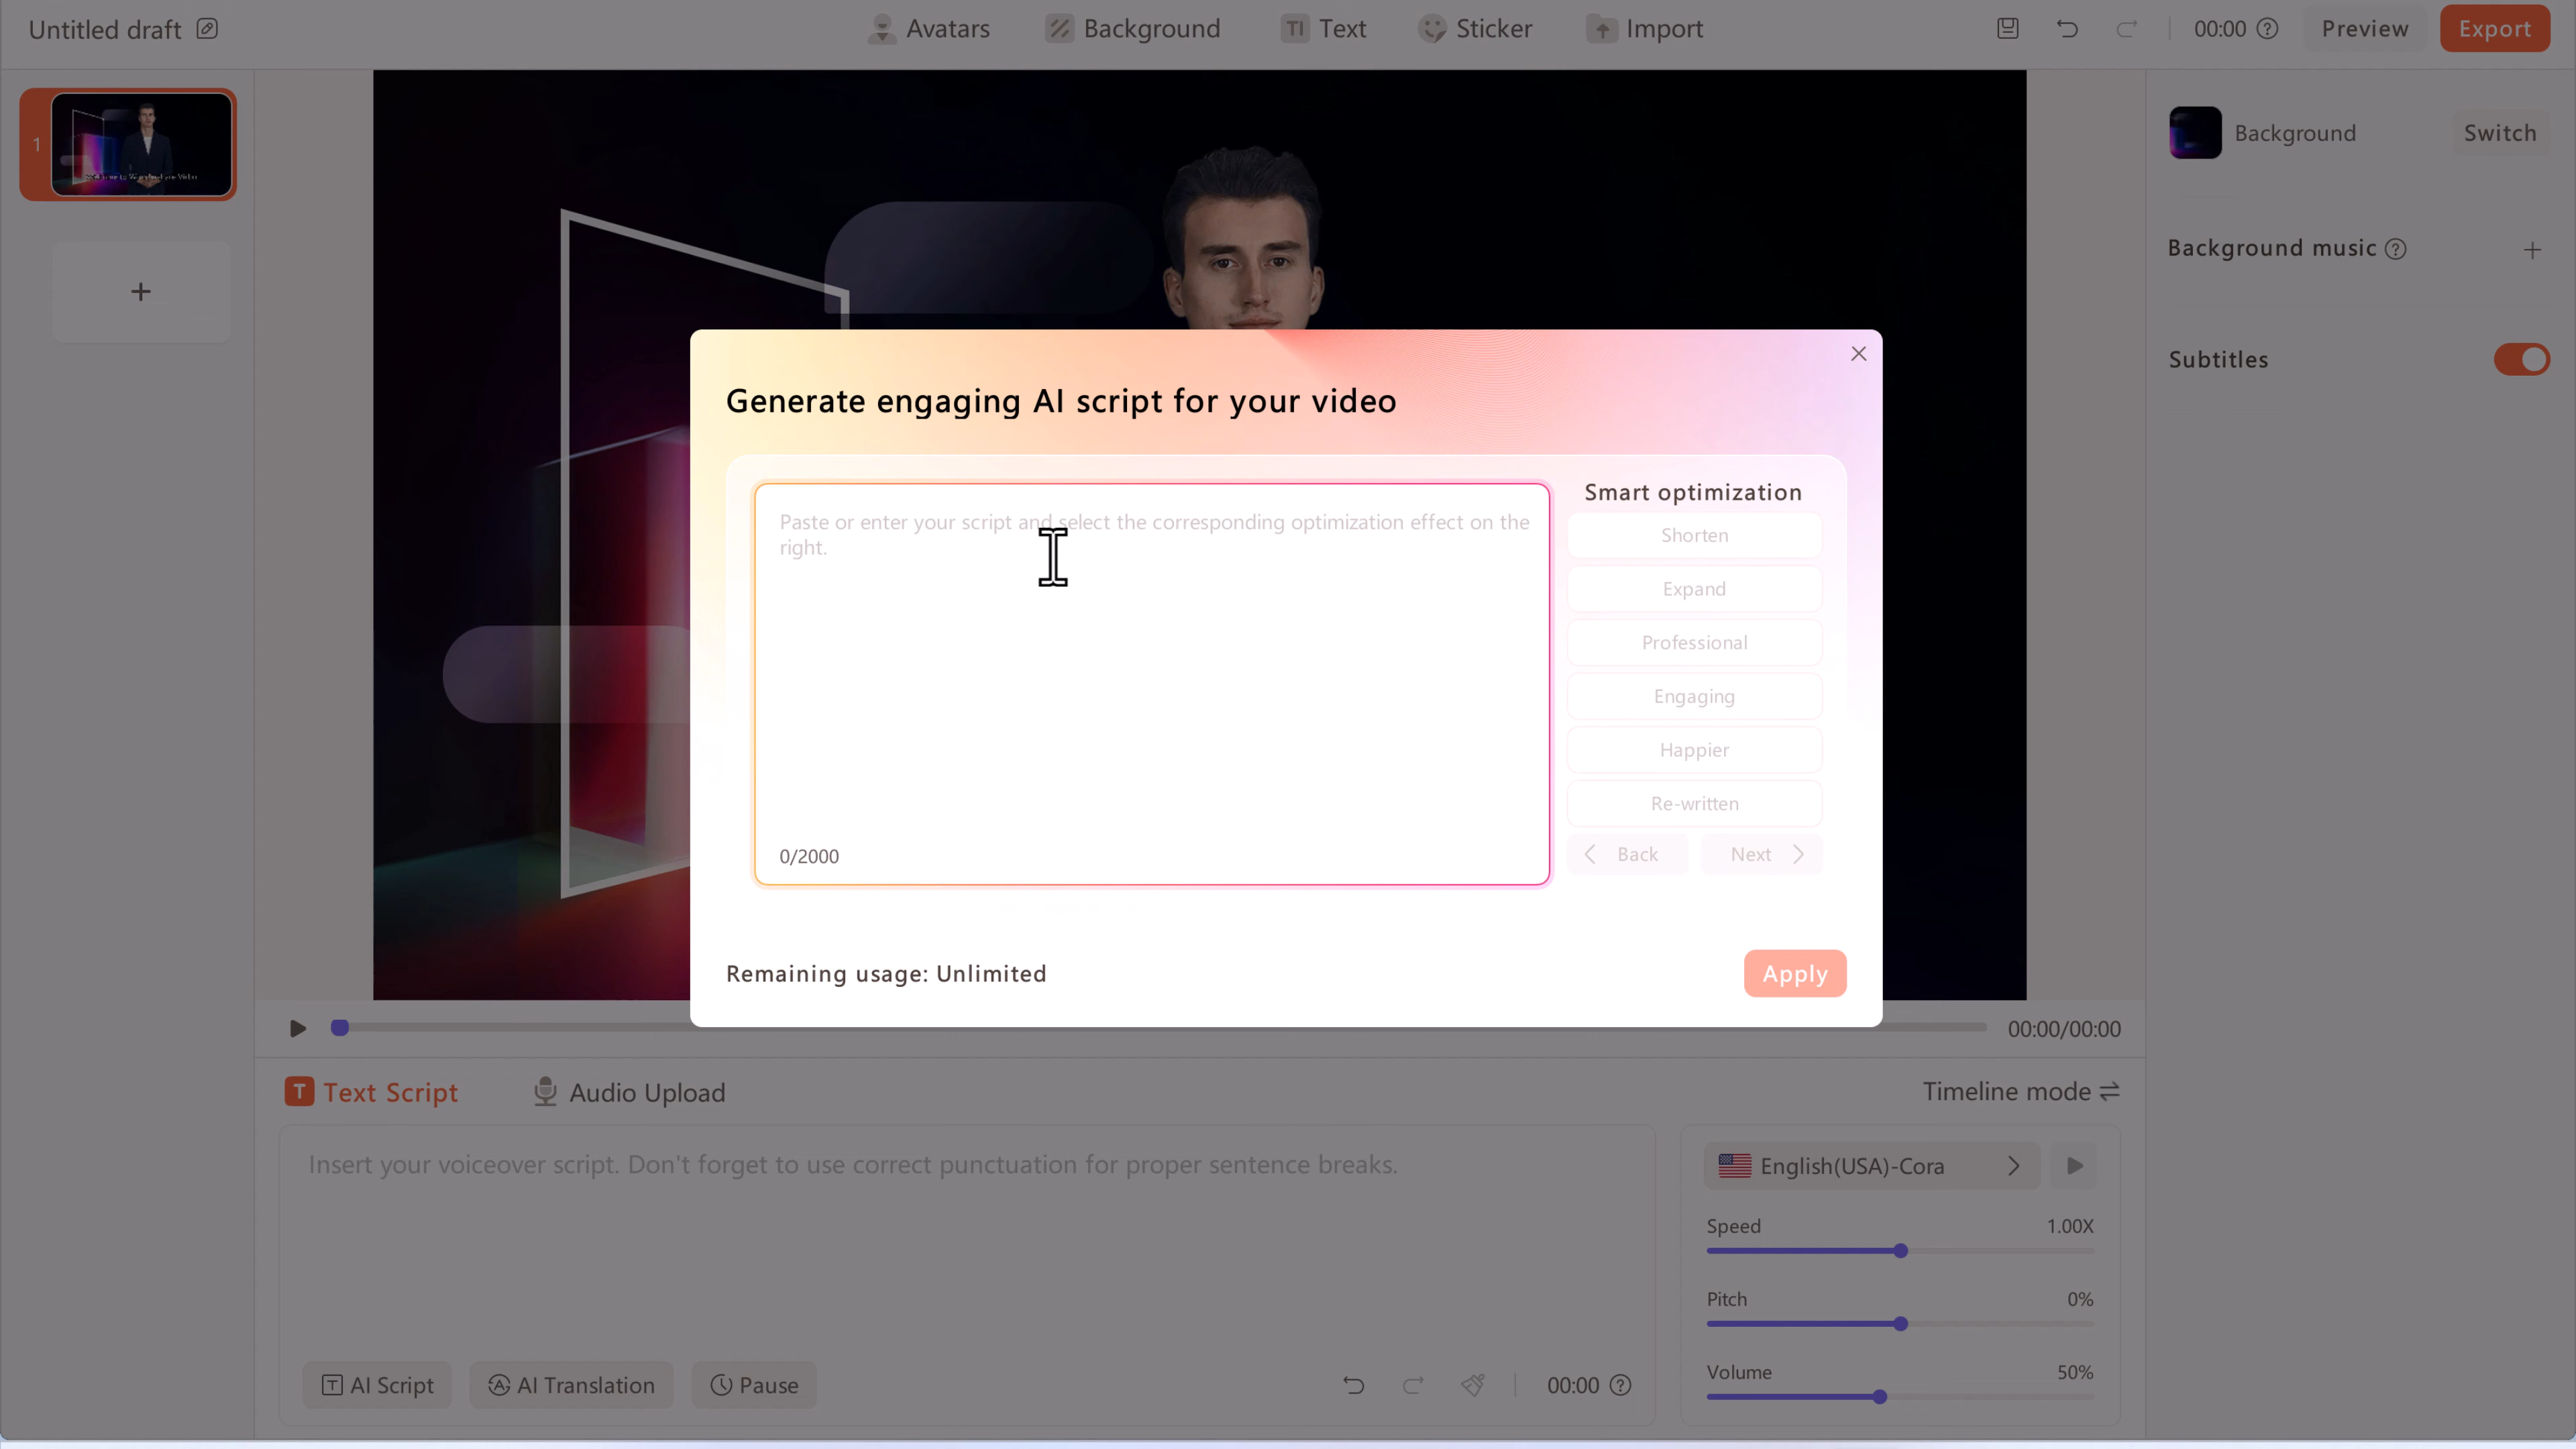 Untitled draft
Avatars
Background
Text
Sticker
Import
00:00
Preview
Export
1
Background
Switch
Background music
Subtitles
Generate engaging AI script for your video
Paste or enter your script and select the corresponding optimization effect on the
right.
0/2000
Smart optimization
Shorten
Expand
Professional
Engaging
Happier
Re-written
Back
Next
Remaining usage: Unlimited
Apply
00:00/00:00
Text Script
Audio Upload
Timeline mode
Insert your voiceover script. Don't forget to use correct punctuation for proper sentence breaks.
English(USA)-Cora
Speed
1.00X
Pitch
0%
Volume
50%
AI Script
AI Translation
Pause
00:00